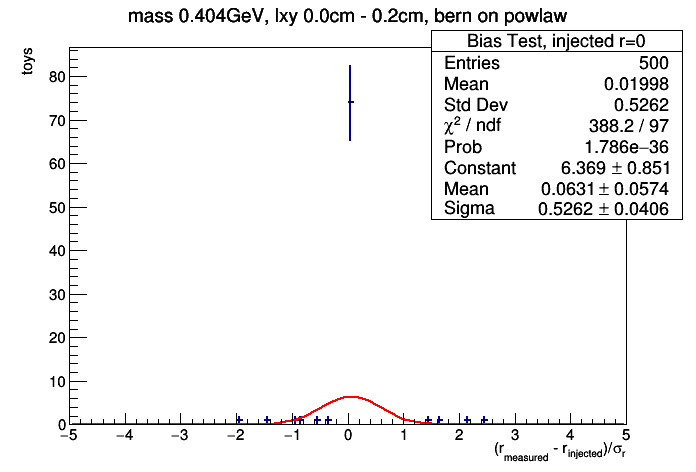 mass 0.404GeV, lxy 0.0cm - 0.2cm, bern on powlaw
toys
Bias Test, injected r=0
Entries 500
Mean 0.01998
Std Dev 0.5262
χ² / ndf 388.2 / 97
Prob 1.786e−36
Constant 6.369 ± 0.851
Mean 0.0631 ± 0.0574
Sigma 0.5262 ± 0.0406
80
70
60
50
40
30
20
10
0
−5 −4 −3 −2 −1 0 1 2 3 4 5
(r_measured - r_injected)/σ_r